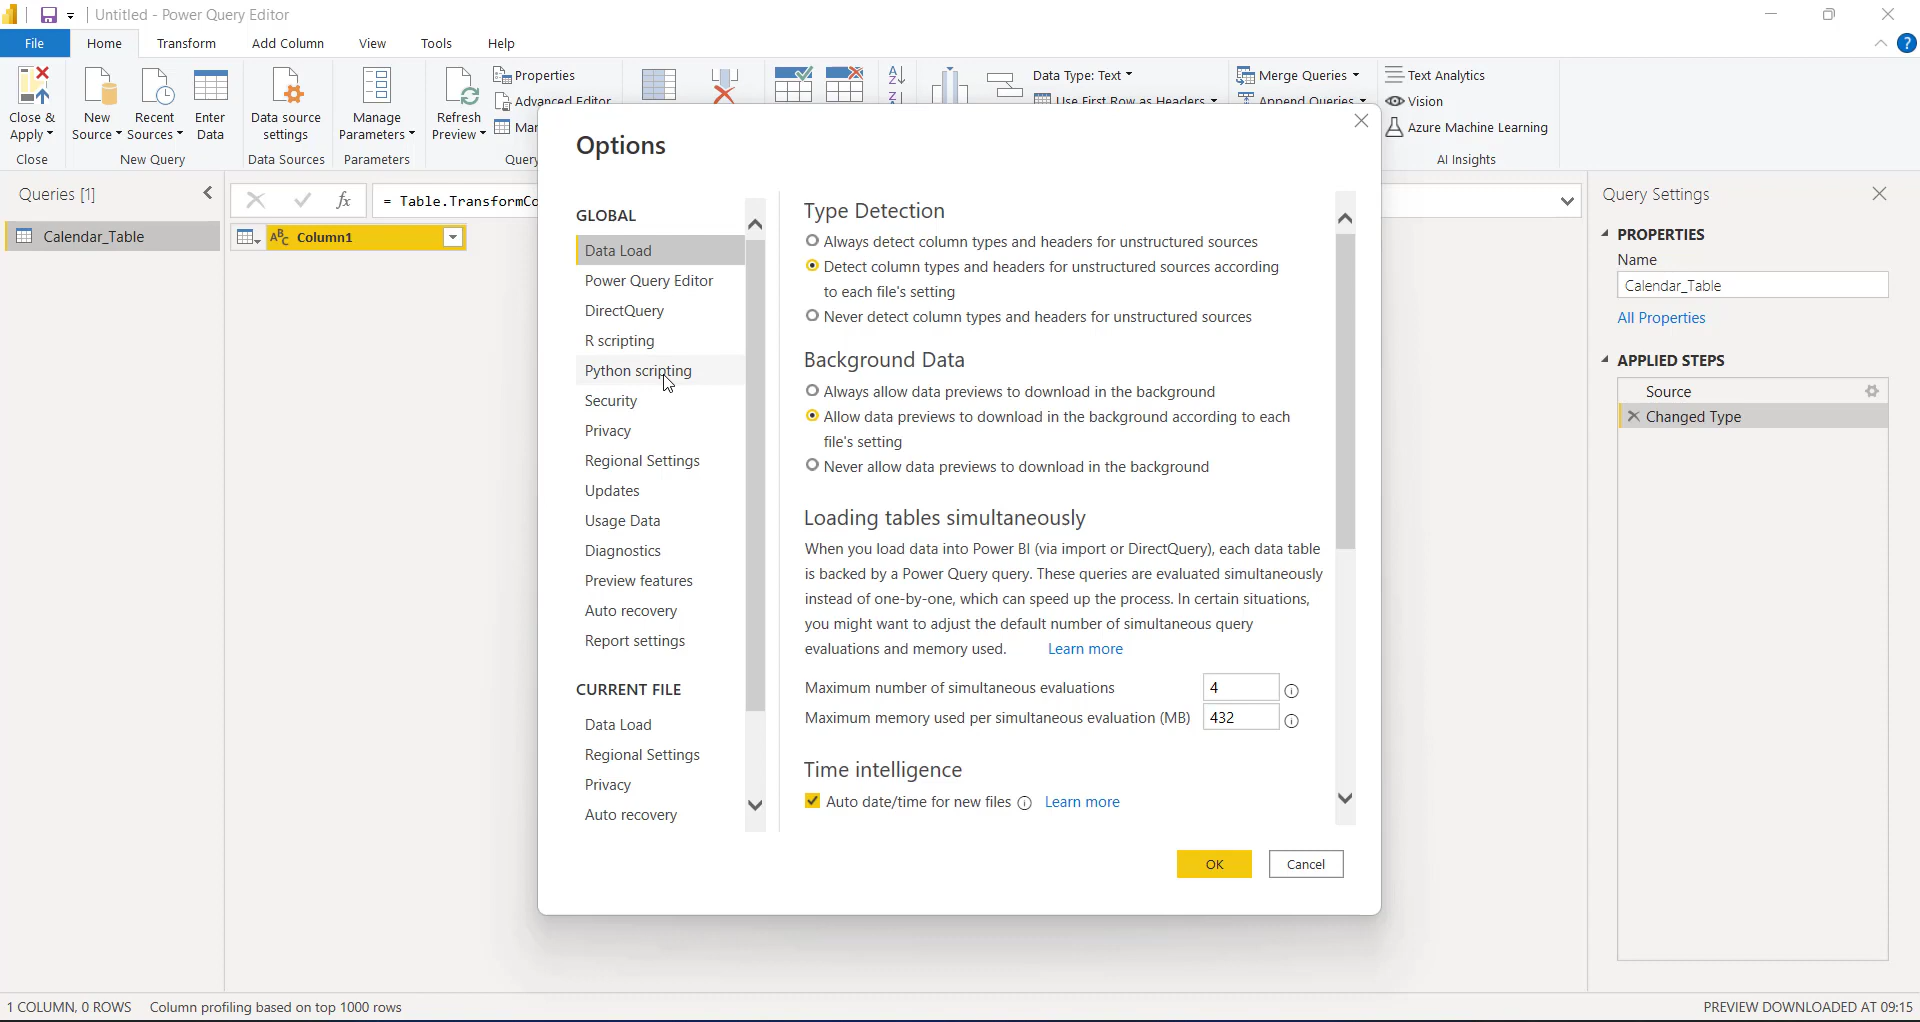 Untitled - Power Query Editor
File Home Transform Add Column View Tools Help
Close & Apply
Close
New Source
Recent Sources
Enter Data
New Query
Data source settings
Data Sources
Manage Parameters
Parameters
Refresh Preview
Properties
Advanced Editor
Data Type: Text
Use First Row as Headers
Merge Queries
Append Queries
Text Analytics
Vision
Azure Machine Learning
AI Insights
Queries [1]
Calendar_Table
fx
= Table.TransformCo
ABC Column1
Options
GLOBAL
Data Load
Power Query Editor
DirectQuery
R scripting
Python scripting
Security
Privacy
Regional Settings
Updates
Usage Data
Diagnostics
Preview features
Auto recovery
Report settings
CURRENT FILE
Data Load
Regional Settings
Privacy
Auto recovery
Type Detection
Always detect column types and headers for unstructured sources
Detect column types and headers for unstructured sources according
to each file's setting
Never detect column types and headers for unstructured sources
Background Data
Always allow data previews to download in the background
Allow data previews to download in the background according to each
file's setting
Never allow data previews to download in the background
Loading tables simultaneously
When you load data into Power BI (via import or DirectQuery), each data table
is backed by a Power Query query. These queries are evaluated simultaneously
instead of one-by-one, which can speed up the process. In certain situations,
you might want to adjust the default number of simultaneous query
evaluations and memory used. Learn more
Maximum number of simultaneous evaluations 4
Maximum memory used per simultaneous evaluation (MB) 432
Time intelligence
Auto date/time for new files Learn more
OK Cancel
Query Settings
PROPERTIES
Name
Calendar_Table
All Properties
APPLIED STEPS
Source
Changed Type
1 COLUMN, 0 ROWS Column profiling based on top 1000 rows
PREVIEW DOWNLOADED AT 09:15